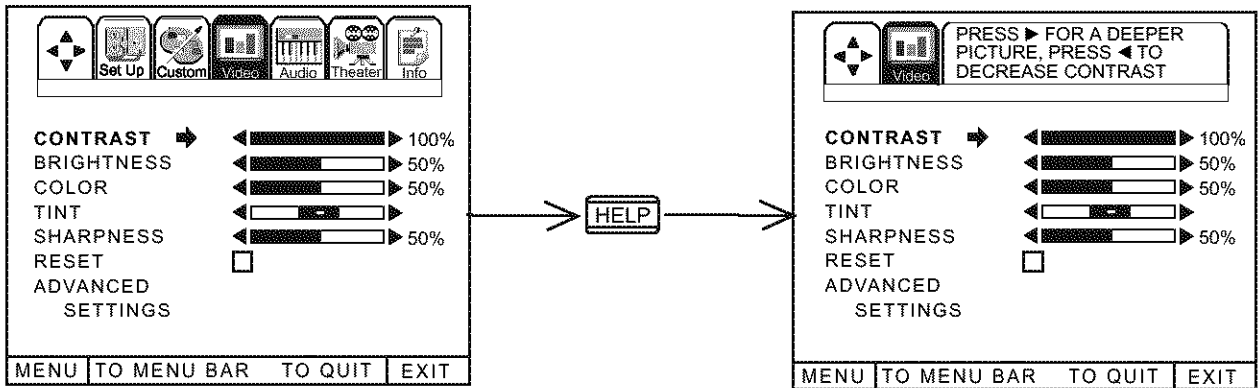 Set Up Custom Video Audio Theater Info
CONTRAST 100%
BRIGHTNESS 50%
COLOR 50%
TINT
SHARPNESS 50%
RESET
ADVANCED
SETTINGS
MENU TO MENU BAR TO QUIT EXIT
HELP
Video
PRESS ▶ FOR A DEEPER
PICTURE, PRESS ◀ TO
DECREASE CONTRAST
CONTRAST 100%
BRIGHTNESS 50%
COLOR 50%
TINT
SHARPNESS 50%
RESET
ADVANCED
SETTINGS
MENU TO MENU BAR TO QUIT EXIT